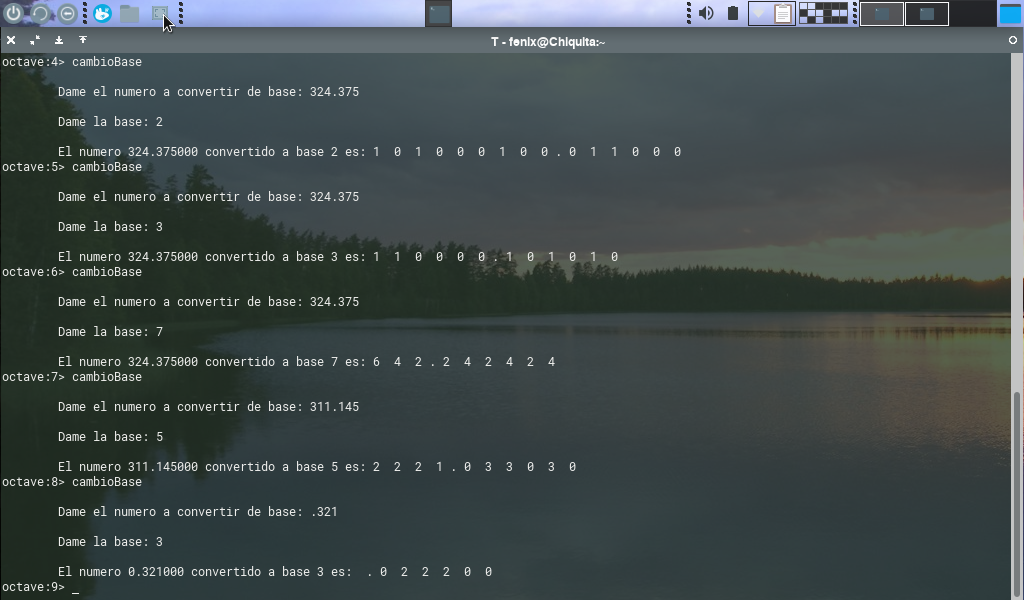 T - fenix@Chiquita:~
octave:4> cambioBase
Dame el numero a convertir de base: 324.375
Dame la base: 2
El numero 324.375000 convertido a base 2 es: 1 0 1 0 0 0 1 0 0 . 0 1 1 0 0 0
octave:5> cambioBase
Dame el numero a convertir de base: 324.375
Dame la base: 3
El numero 324.375000 convertido a base 3 es: 1 1 0 0 0 0 . 1 0 1 0 1 0
octave:6> cambioBase
Dame el numero a convertir de base: 324.375
Dame la base: 7
El numero 324.375000 convertido a base 7 es: 6 4 2 . 2 4 2 4 2 4
octave:7> cambioBase
Dame el numero a convertir de base: 311.145
Dame la base: 5
El numero 311.145000 convertido a base 5 es: 2 2 2 1 . 0 3 3 0 3 0
octave:8> cambioBase
Dame el numero a convertir de base: .321
Dame la base: 3
El numero 0.321000 convertido a base 3 es: . 0 2 2 2 0 0
octave:9> _